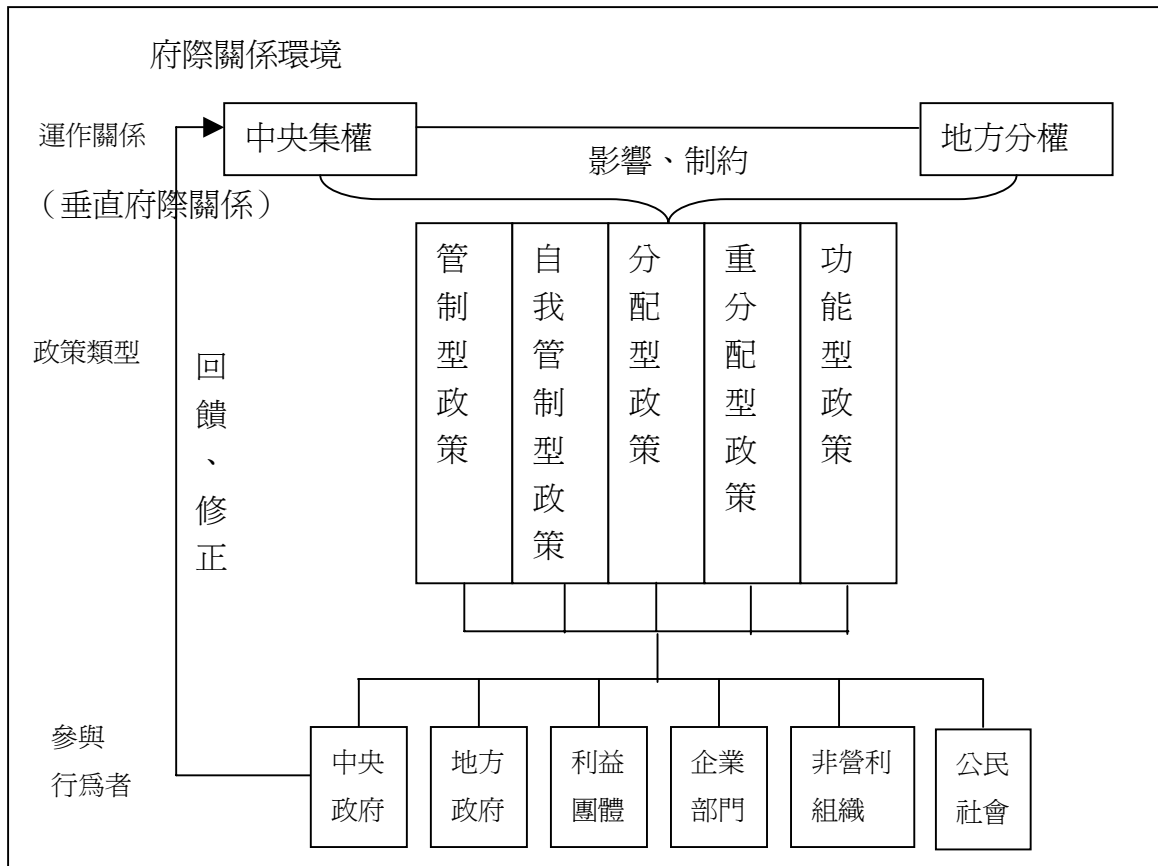 府際關係環境
運作關係
中央集權
地方分權
影響、制約
（垂直府際關係）
政策類型
回饋、修正
管制型政策
自我管制型政策
分配型政策
重分配型政策
功能型政策
參與
行為者
中央
政府
地方
政府
利益
團體
企業
部門
非營利
組織
公民
社會